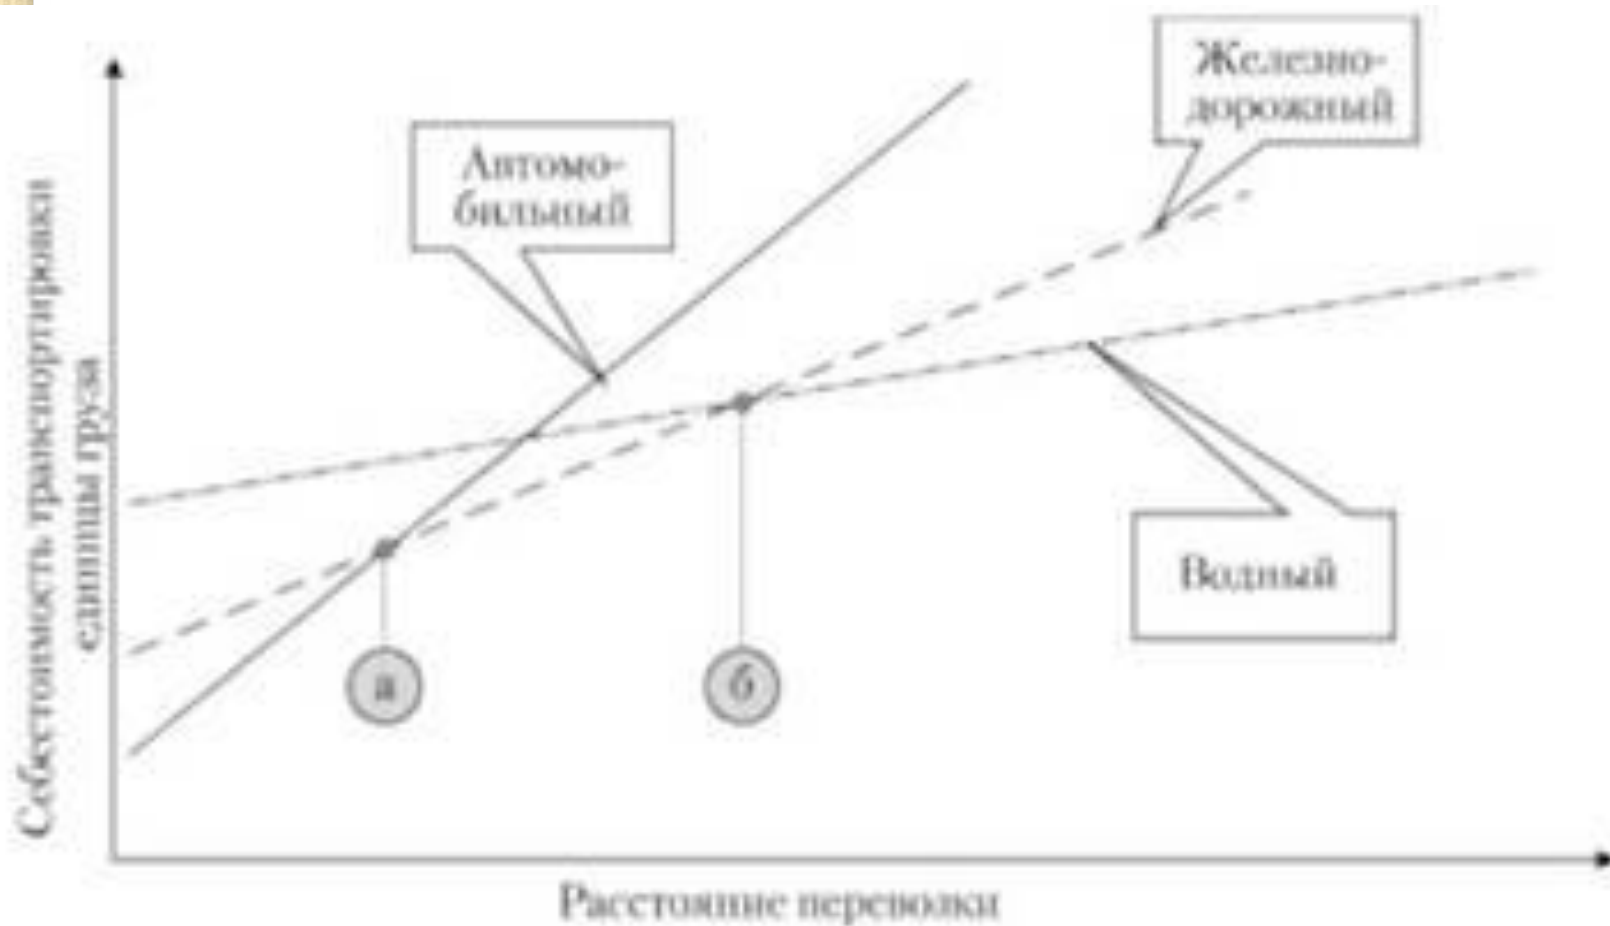 Себестоимость транспортировки
единицы груза
Автомо-
бильный
Железно-
дорожный
Водный
а
б
Расстояние перевозки